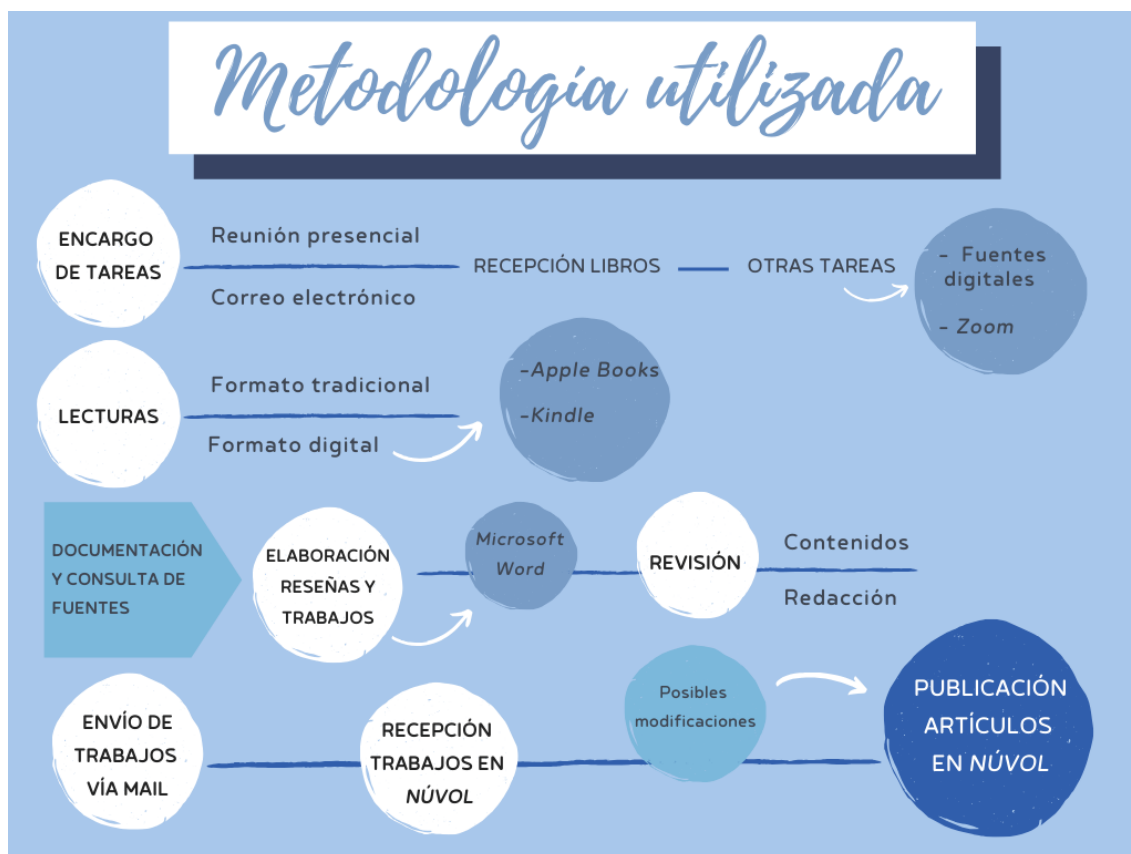 Metodología utilizada
ENCARGO
DE TAREAS
Reunión presencial
Correo electrónico
RECEPCIÓN LIBROS
OTRAS TAREAS
- Fuentes
digitales
- Zoom
LECTURAS
Formato tradicional
Formato digital
-Apple Books
-Kindle
DOCUMENTACIÓN
Y CONSULTA DE
FUENTES
ELABORACIÓN
RESEÑAS Y
TRABAJOS
Microsoft
Word
REVISIÓN
Contenidos
Redacción
ENVÍO DE
TRABAJOS
VÍA MAIL
RECEPCIÓN
TRABAJOS EN
NÚVOL
Posibles
modificaciones
PUBLICACIÓN
ARTÍCULOS
EN NÚVOL